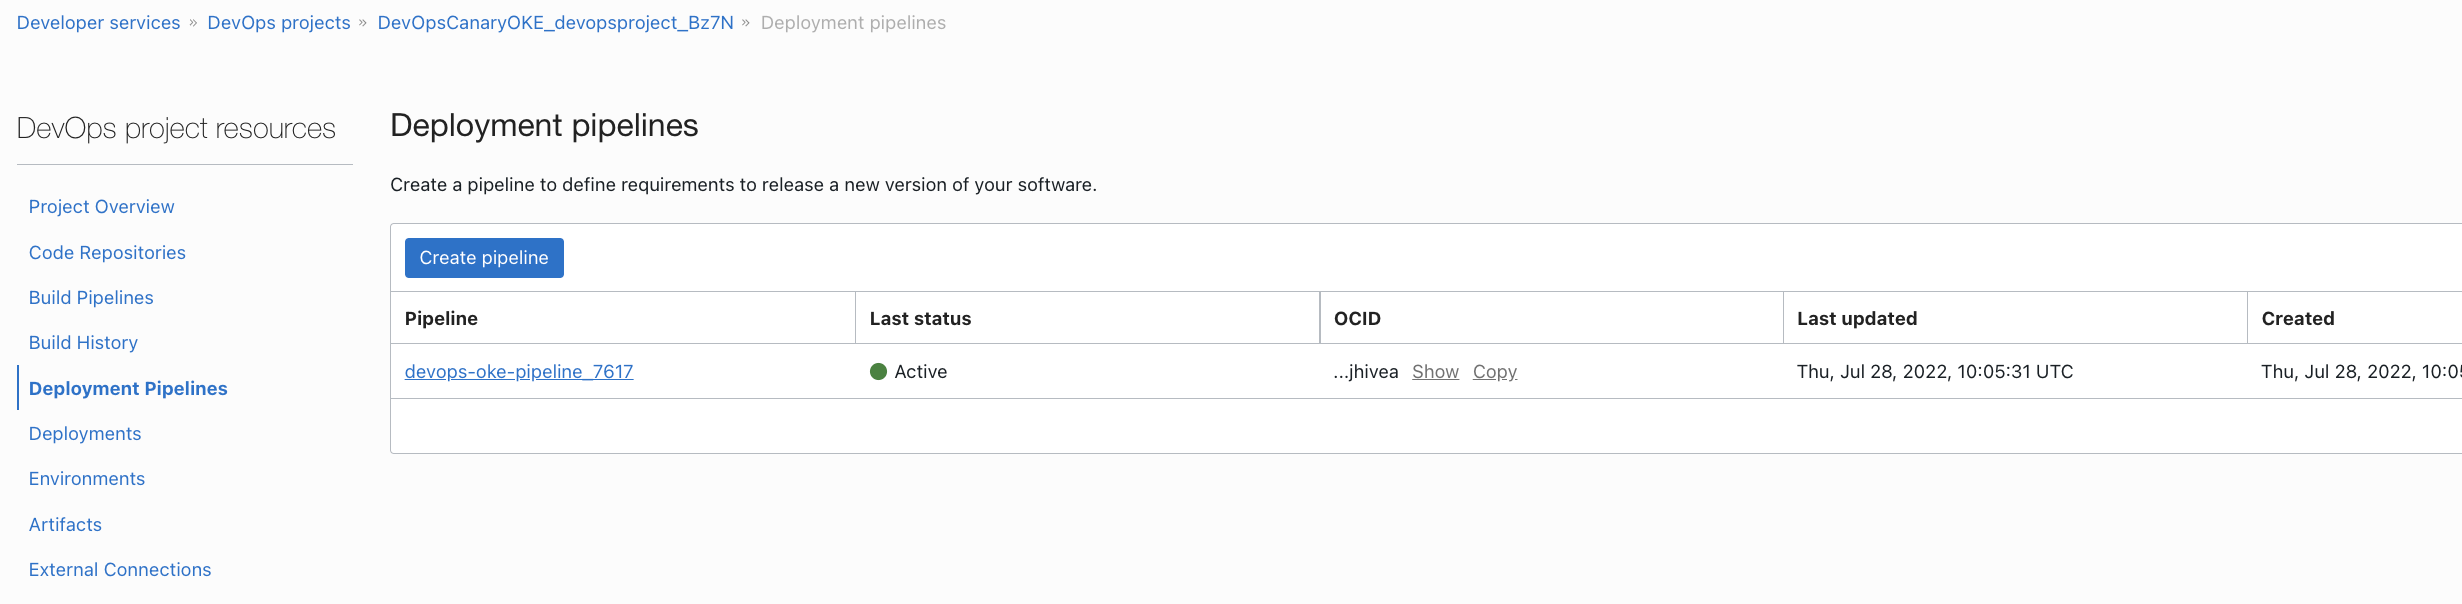 Developer services » DevOps projects » DevOpsCanaryOKE_devopsproject_Bz7N » Deployment pipelines
DevOps project resources
Project Overview
Code Repositories
Build Pipelines
Build History
Deployment Pipelines
Deployments
Environments
Artifacts
External Connections
Deployment pipelines
Create a pipeline to define requirements to release a new version of your software.
Create pipeline
Pipeline Last status OCID Last updated Created
devops-oke-pipeline_7617 Active ...jhivea Show Copy Thu, Jul 28, 2022, 10:05:31 UTC Thu, Jul 28, 2022, 10:0